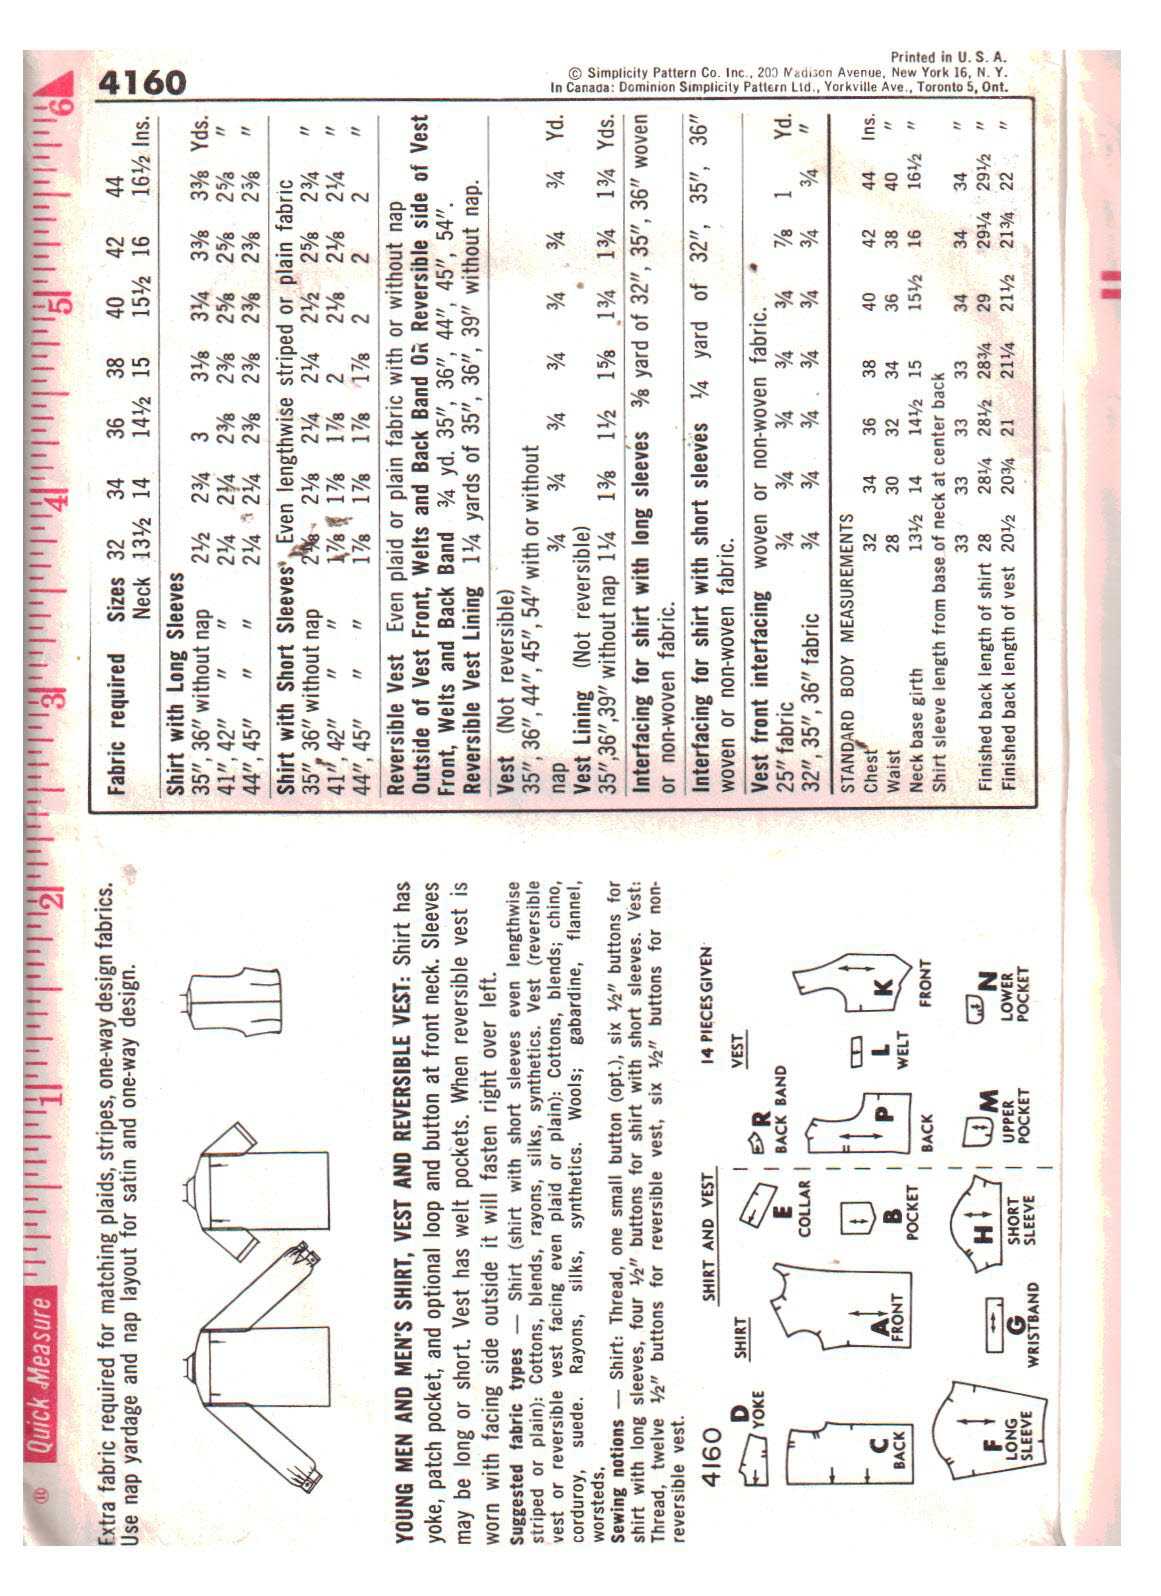 4160
Printed in U. S. A.
© Simplicity Pattern Co. Inc., 200 Madison Avenue, New York 16, N. Y.
In Canada: Dominion Simplicity Pattern Ltd., Yorkville Ave., Toronto 5, Ont.
Quick Measure
1 2 3 4 5 6
Extra fabric required for matching plaids, stripes, one-way design fabrics.
Use nap yardage and nap layout for satin and one-way design.
YOUNG MEN AND MEN'S SHIRT, VEST AND REVERSIBLE VEST: Shirt has
yoke, patch pocket, and optional loop and button at front neck. Sleeves
may be long or short. Vest has welt pockets. When reversible vest is
worn with facing side outside it will fasten right over left.
Suggested fabric types — Shirt (shirt with short sleeves even lengthwise
striped or plain): Cottons, blends, rayons, silks, synthetics. Vest (reversible
vest or reversible vest facing even plaid or plain): Cottons, blends; chino,
corduroy, suede. Rayons, silks, synthetics. Wools; gabardine, flannel,
worsteds.
Sewing notions — Shirt: Thread, one small button (opt.), six ½" buttons for
shirt with long sleeves, four ½" buttons for shirt with short sleeves. Vest:
Thread, twelve ½" buttons for reversible vest, six ½" buttons for non-
reversible vest.
4160 SHIRT SHIRT AND VEST VEST 14 PIECES GIVEN
D
YOKE
C
BACK
A
FRONT
E
COLLAR
B
POCKET
F
LONG
SLEEVE
G
WRISTBAND
H
SHORT
SLEEVE
R
BACK BAND
P
BACK
L
WELT
K
FRONT
M
UPPER
POCKET
N
LOWER
POCKET
Fabric required Sizes 32 34 36 38 40 42 44
Neck 13½ 14 14½ 15 15½ 16 16½ Ins.
Shirt with Long Sleeves
35", 36" without nap 2½ 2¾ 3 3⅛ 3¼ 3⅜ 3⅜ Yds.
41", 42" " " 2¼ 2¼ 2⅜ 2⅜ 2⅝ 2⅝ 2⅝ "
44", 45" " " 2¼ 2¼ 2⅜ 2⅜ 2⅜ 2⅜ 2⅜ "
Shirt with Short Sleeves Even lengthwise striped or plain fabric
35", 36" without nap 2⅛ 2⅛ 2¼ 2¼ 2½ 2⅝ 2¾ "
41", 42" " " 1⅞ 1⅞ 1⅞ 2 2⅛ 2⅛ 2¼ "
44", 45" " " 1⅞ 1⅞ 1⅞ 1⅞ 2 2 2 "
Reversible Vest Even plaid or plain fabric with or without nap
Outside of Vest Front, Welts and Back Band OR Reversible side of Vest
Front, Welts and Back Band ¾ yd. 35", 36", 44", 45", 54".
Reversible Vest Lining 1¼ yards of 35", 36", 39" without nap.
Vest (Not reversible)
35", 36", 44", 45", 54" with or without
nap ¾ ¾ ¾ ¾ ¾ ¾ ¾ Yd.
Vest Lining (Not reversible)
35", 36", 39" without nap 1¼ 1⅜ 1½ 1⅝ 1¾ 1¾ 1¾ Yds.
Interfacing for shirt with long sleeves ⅜ yard of 32", 35", 36" woven
or non-woven fabric.
Interfacing for shirt with short sleeves ¼ yard of 32", 35", 36"
woven or non-woven fabric.
Vest front interfacing woven or non-woven fabric.
25" fabric ¾ ¾ ¾ ¾ ¾ ⅞ 1 Yd.
32", 35", 36" fabric ¾ ¾ ¾ ¾ ¾ ¾ ¾ "
STANDARD BODY MEASUREMENTS
Chest 32 34 36 38 40 42 44 Ins.
Waist 28 30 32 34 36 38 40 "
Neck base girth 13½ 14 14½ 15 15½ 16 16½ "
Shirt sleeve length from base of neck at center back
33 33 33 33 34 34 34 "
Finished back length of shirt 28 28¼ 28½ 28¾ 29 29¼ 29½ "
Finished back length of vest 20½ 20¾ 21 21¼ 21½ 21¾ 22 "